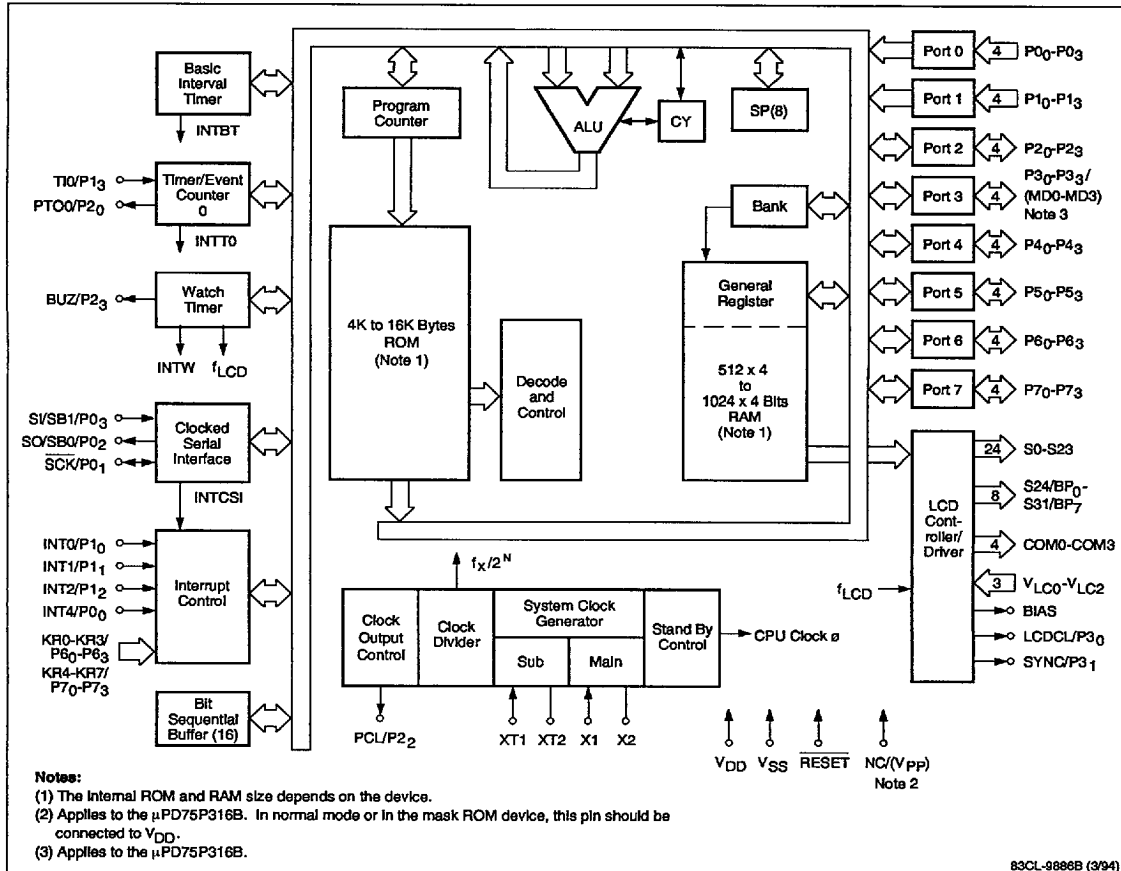 Basic
Interval
Timer
INTBT
TI0/P1₃
PTO0/P2₀
Timer/Event
Counter
0
INTT0
BUZ/P2₃
Watch
Timer
INTW
fLCD
SI/SB1/P0₃
SO/SB0/P0₂
SCK/P0₁
Clocked
Serial
Interface
INTCSI
INT0/P1₀
INT1/P1₁
INT2/P1₂
INT4/P0₀
KR0-KR3/
P6₀-P6₃
KR4-KR7/
P7₀-P7₃
Interrupt
Control
Bit
Sequential
Buffer (16)
Program
Counter
ALU
CY
SP(8)
Bank
4K to 16K Bytes
ROM
(Note 1)
Decode
and
Control
General
Register
512 x 4
to
1024 x 4 Bits
RAM
(Note 1)
fX/2ᴺ
Clock
Output
Control
Clock
Divider
System Clock
Generator
Sub
Main
Stand By
Control
CPU Clock ø
PCL/P2₂
XT1
XT2
X1
X2
VDD
VSS
RESET
NC/(VPP)
Note 2
Port 0
4
P0₀-P0₃
Port 1
4
P1₀-P1₃
Port 2
4
P2₀-P2₃
Port 3
4
P3₀-P3₃/
(MD0-MD3)
Note 3
Port 4
4
P4₀-P4₃
Port 5
4
P5₀-P5₃
Port 6
4
P6₀-P6₃
Port 7
4
P7₀-P7₃
LCD
Cont-
roller/
Driver
fLCD
24
S0-S23
8
S24/BP₀-
S31/BP₇
4
COM0-COM3
3
VLC0-VLC2
BIAS
LCDCL/P3₀
SYNC/P3₁
Notes:
(1) The internal ROM and RAM size depends on the device.
(2) Applies to the µPD75P316B. In normal mode or in the mask ROM device, this pin should be
connected to VDD.
(3) Applies to the µPD75P316B.
83CL-9886B (3/94)